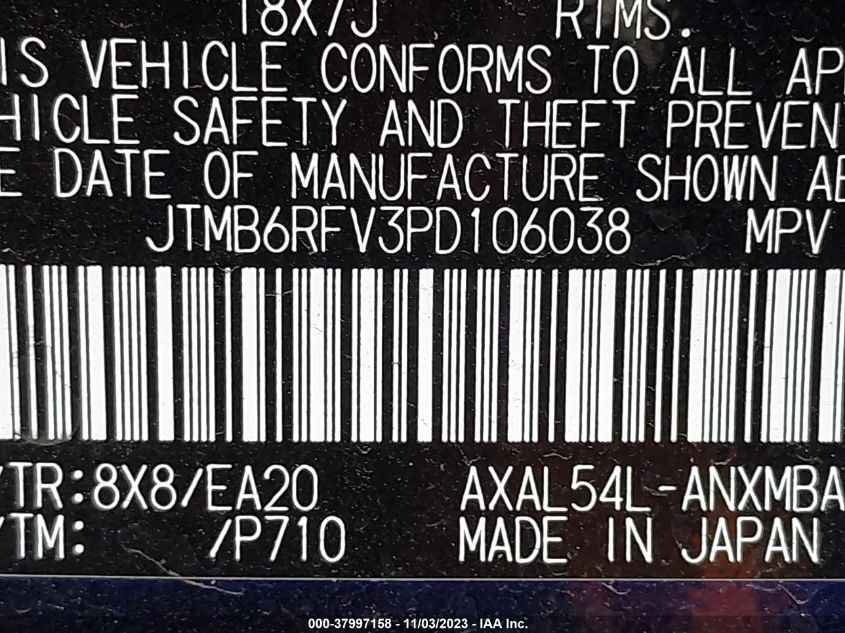 18X7J RIMS.
IS VEHICLE CONFORMS TO ALL AP
HICLE SAFETY AND THEFT PREVEN
E DATE OF MANUFACTURE SHOWN AB
JTMB6RFV3PD106038 MPV
/TR:8X8/EA20 AXAL54L-ANXMBA
/TM: /P710 MADE IN JAPAN
000-37997158 - 11/03/2023 - IAA Inc.